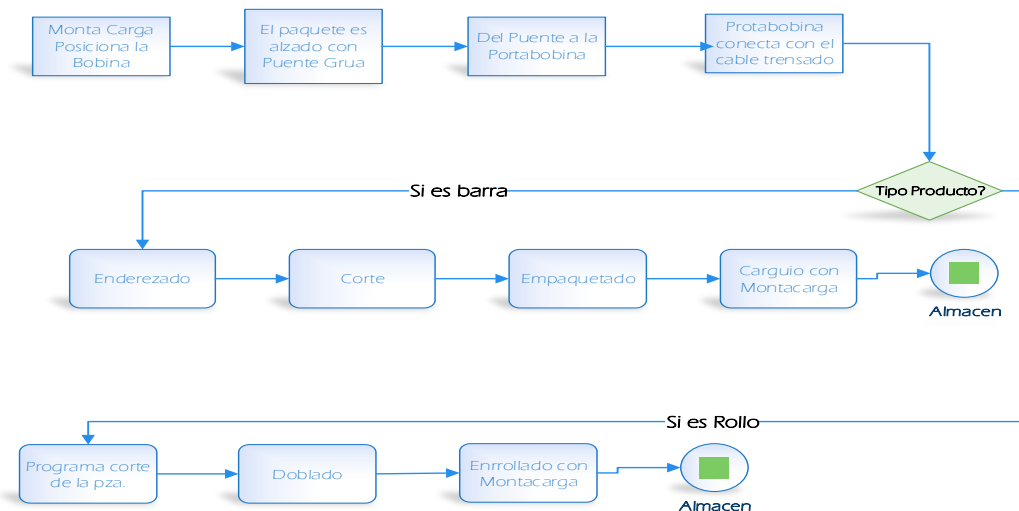 Monta Carga
Posiciona la
Bobina
El paquete es
alzado con
Puente Grua
Del Puente a la
Portabobina
Protabobina
conecta con el
cable trensado
Tipo Producto?
Si es barra
Enderezado
Corte
Empaquetado
Carguio con
Montacarga
Almacen
Si es Rollo
Programa corte
de la pza.
Doblado
Enrrollado con
Montacarga
Almacen